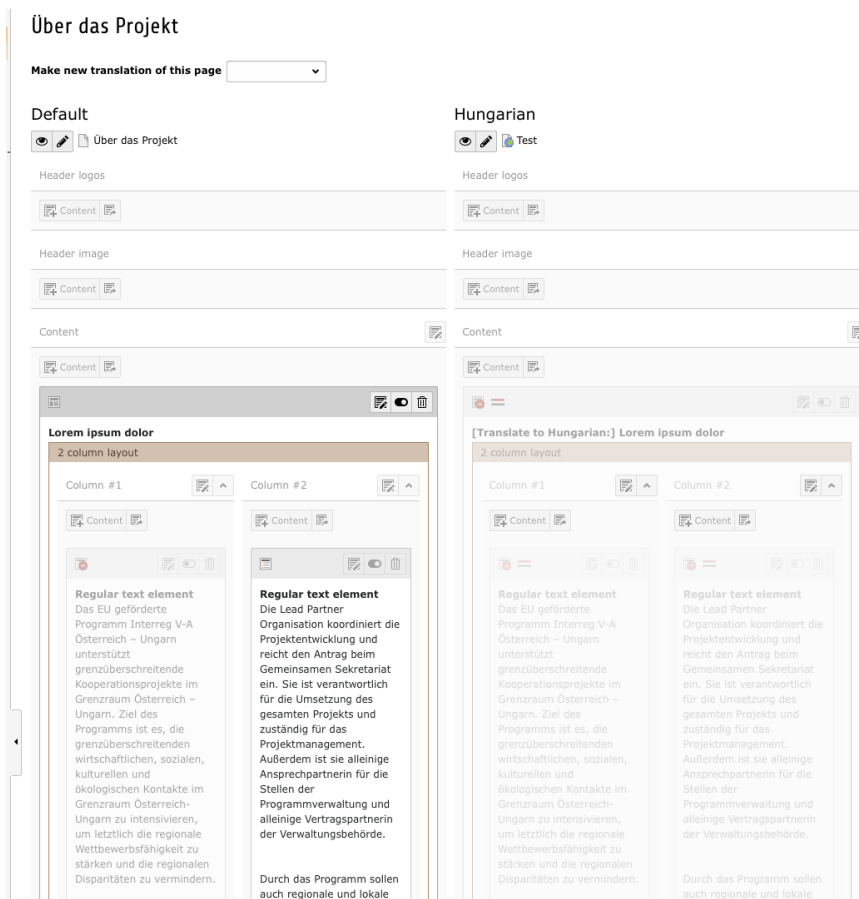 Über das Projekt
Make new translation of this page
Default
Über das Projekt
Header logos
Content
Header image
Content
Content
Content
Lorem ipsum dolor
2 column layout
Column #1
Content
Regular text element
Das EU geförderte
Programm Interreg V-A
Österreich – Ungarn
unterstützt
grenzüberschreitende
Kooperationsprojekte im
Grenzraum Österreich –
Ungarn. Ziel des
Programms ist es, die
grenzüberschreitenden
wirtschaftlichen, sozialen,
kulturellen und
ökologischen Kontakte im
Grenzraum Österreich-
Ungarn zu intensivieren,
um letztlich die regionale
Wettbewerbsfähigkeit zu
stärken und die regionalen
Disparitäten zu vermindern.
Column #2
Content
Regular text element
Die Lead Partner
Organisation koordiniert die
Projektentwicklung und
reicht den Antrag beim
Gemeinsamen Sekretariat
ein. Sie ist verantwortlich
für die Umsetzung des
gesamten Projekts und
zuständig für das
Projektmanagement.
Außerdem ist sie alleinige
Ansprechpartnerin für die
Stellen der
Programmverwaltung und
alleinige Vertragspartnerin
der Verwaltungsbehörde.
Durch das Programm sollen
auch regionale und lokale
Hungarian
Test
Header logos
Content
Header image
Content
Content
Content
[Translate to Hungarian:] Lorem ipsum dolor
2 column layout
Column #1
Content
Regular text element
Das EU geförderte
Programm Interreg V-A
Österreich – Ungarn
unterstützt
grenzüberschreitende
Kooperationsprojekte im
Grenzraum Österreich –
Ungarn. Ziel des
Programms ist es, die
grenzüberschreitenden
wirtschaftlichen, sozialen,
kulturellen und
ökologischen Kontakte im
Grenzraum Österreich-
Ungarn zu intensivieren,
um letztlich die regionale
Wettbewerbsfähigkeit zu
stärken und die regionalen
Disparitäten zu vermindern.
Column #2
Content
Regular text element
Die Lead Partner
Organisation koordiniert die
Projektentwicklung und
reicht den Antrag beim
Gemeinsamen Sekretariat
ein. Sie ist verantwortlich
für die Umsetzung des
gesamten Projekts und
zuständig für das
Projektmanagement.
Außerdem ist sie alleinige
Ansprechpartnerin für die
Stellen der
Programmverwaltung und
alleinige Vertragspartnerin
der Verwaltungsbehörde.
Durch das Programm sollen
auch regionale und lokale